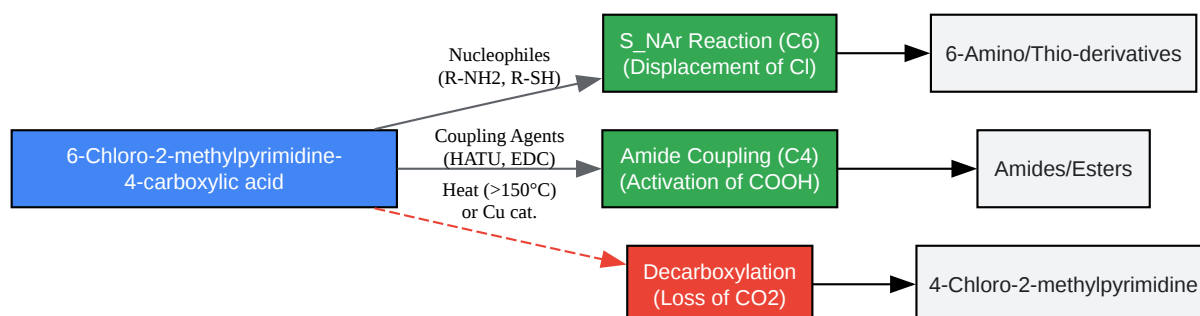 6-Chloro-2-methylpyrimidine-
4-carboxylic acid
Nucleophiles
(R-NH2, R-SH)
S_NAr Reaction (C6)
(Displacement of Cl)
6-Amino/Thio-derivatives
Coupling Agents
(HATU, EDC)
Amide Coupling (C4)
(Activation of COOH)
Amides/Esters
Heat (>150°C)
or Cu cat.
Decarboxylation
(Loss of CO2)
4-Chloro-2-methylpyrimidine